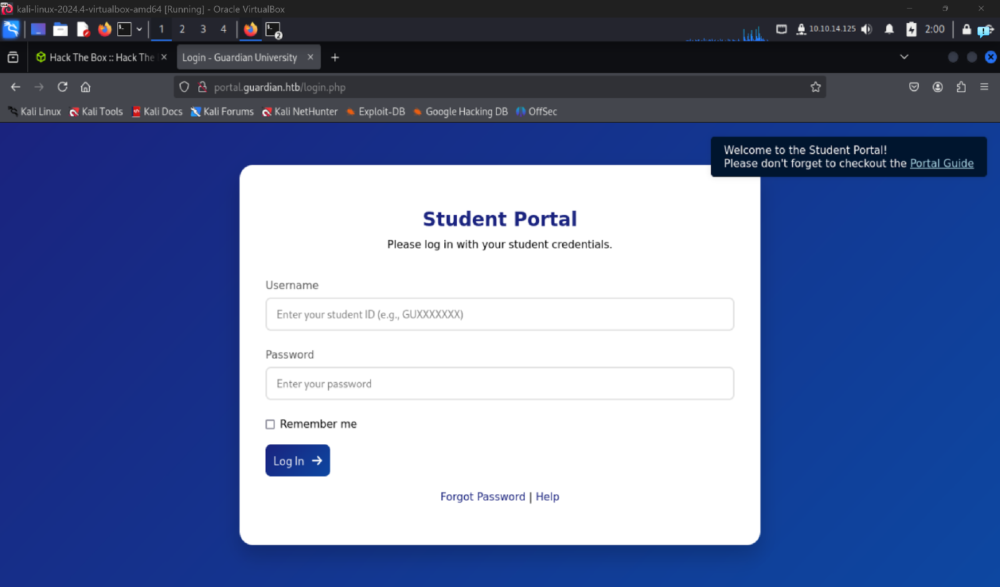 kali-linux-2024.4-virtualbox-amd64 [Running] - Oracle VirtualBox
1 2 3 4 2 10.10.14.125 2:00
Hack The Box :: Hack The
Login - Guardian University
portal.guardian.htb/login.php
Kali Linux Kali Tools Kali Docs Kali Forums Kali NetHunter Exploit-DB Google Hacking DB OffSec
Welcome to the Student Portal!
Please don't forget to checkout the Portal Guide
Student Portal
Please log in with your student credentials.
Username
Enter your student ID (e.g., GUXXXXXXX)
Password
Enter your password
Remember me
Log In
Forgot Password | Help